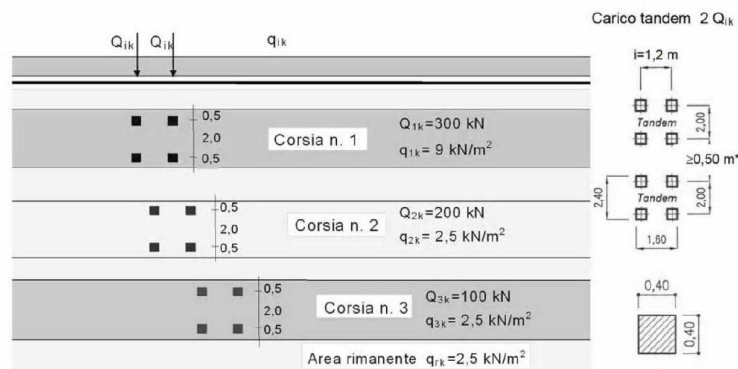 Carico tandem 2 Qik
Qik Qik qik
i=1,2 m
0,5
2,0
0,5
Corsia n. 1
Q1k=300 kN
q1k= 9 kN/m²
Tandem
2,00
≥0,50 m*
Tandem
2,40
2,00
1,60
0,5
2,0
0,5
Corsia n. 2
Q2k=200 kN
q2k= 2,5 kN/m²
0,5
2,0
0,5
Corsia n. 3
Q3k=100 kN
q3k= 2,5 kN/m²
0,40
0,40
Area rimanente qrk=2,5 kN/m²